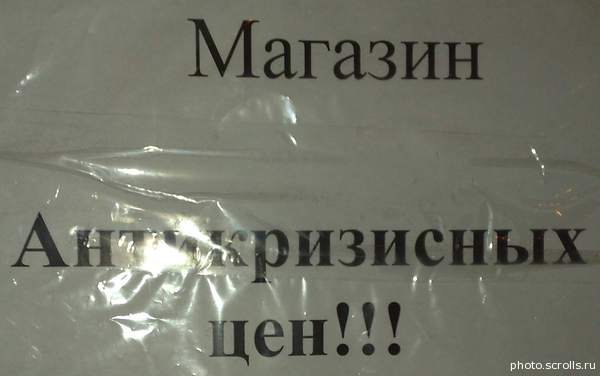 Магазин
Антикризисных
цен!!!
photo.scrolls.ru